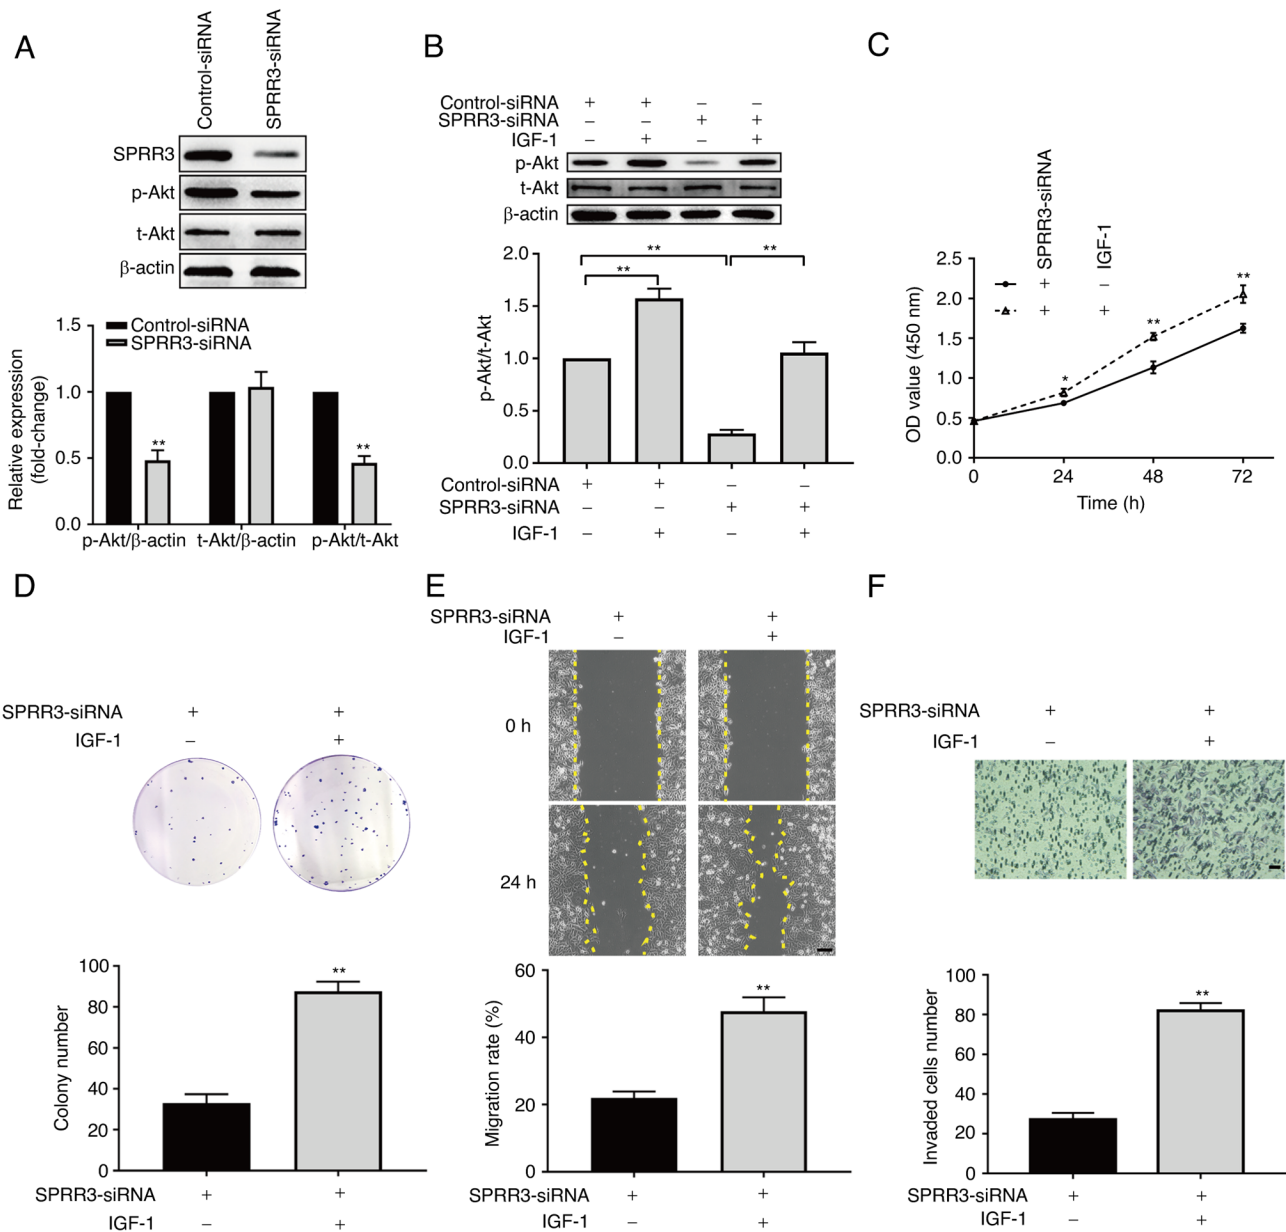 A
Control-siRNA
SPRR3-siRNA
SPRR3
p-Akt
t-Akt
β-actin
1.5
1.0
0.5
0.0
Relative expression
(fold-change)
Control-siRNA
SPRR3-siRNA
**
**
p-Akt/β-actin t-Akt/β-actin p-Akt/t-Akt
B
Control-siRNA + + – –
SPRR3-siRNA – – + +
IGF-1 – + – +
p-Akt
t-Akt
β-actin
2.0
1.5
1.0
0.5
0.0
p-Akt/t-Akt
** **
**
Control-siRNA + + – –
SPRR3-siRNA – – + +
IGF-1 – + – +
C
SPRR3-siRNA
IGF-1
+ –
+ +
2.5
2.0
1.5
1.0
0.5
0.0
OD value (450 nm)
*
**
**
0 24 48 72
Time (h)
D
SPRR3-siRNA + +
IGF-1 – +
100
80
60
40
20
0
Colony number
**
SPRR3-siRNA + +
IGF-1 – +
E
SPRR3-siRNA + +
IGF-1 – +
0 h
24 h
60
40
20
0
Migration rate (%)
**
SPRR3-siRNA + +
IGF-1 – +
F
SPRR3-siRNA + +
IGF-1 – +
100
80
60
40
20
0
Invaded cells number
**
SPRR3-siRNA + +
IGF-1 – +